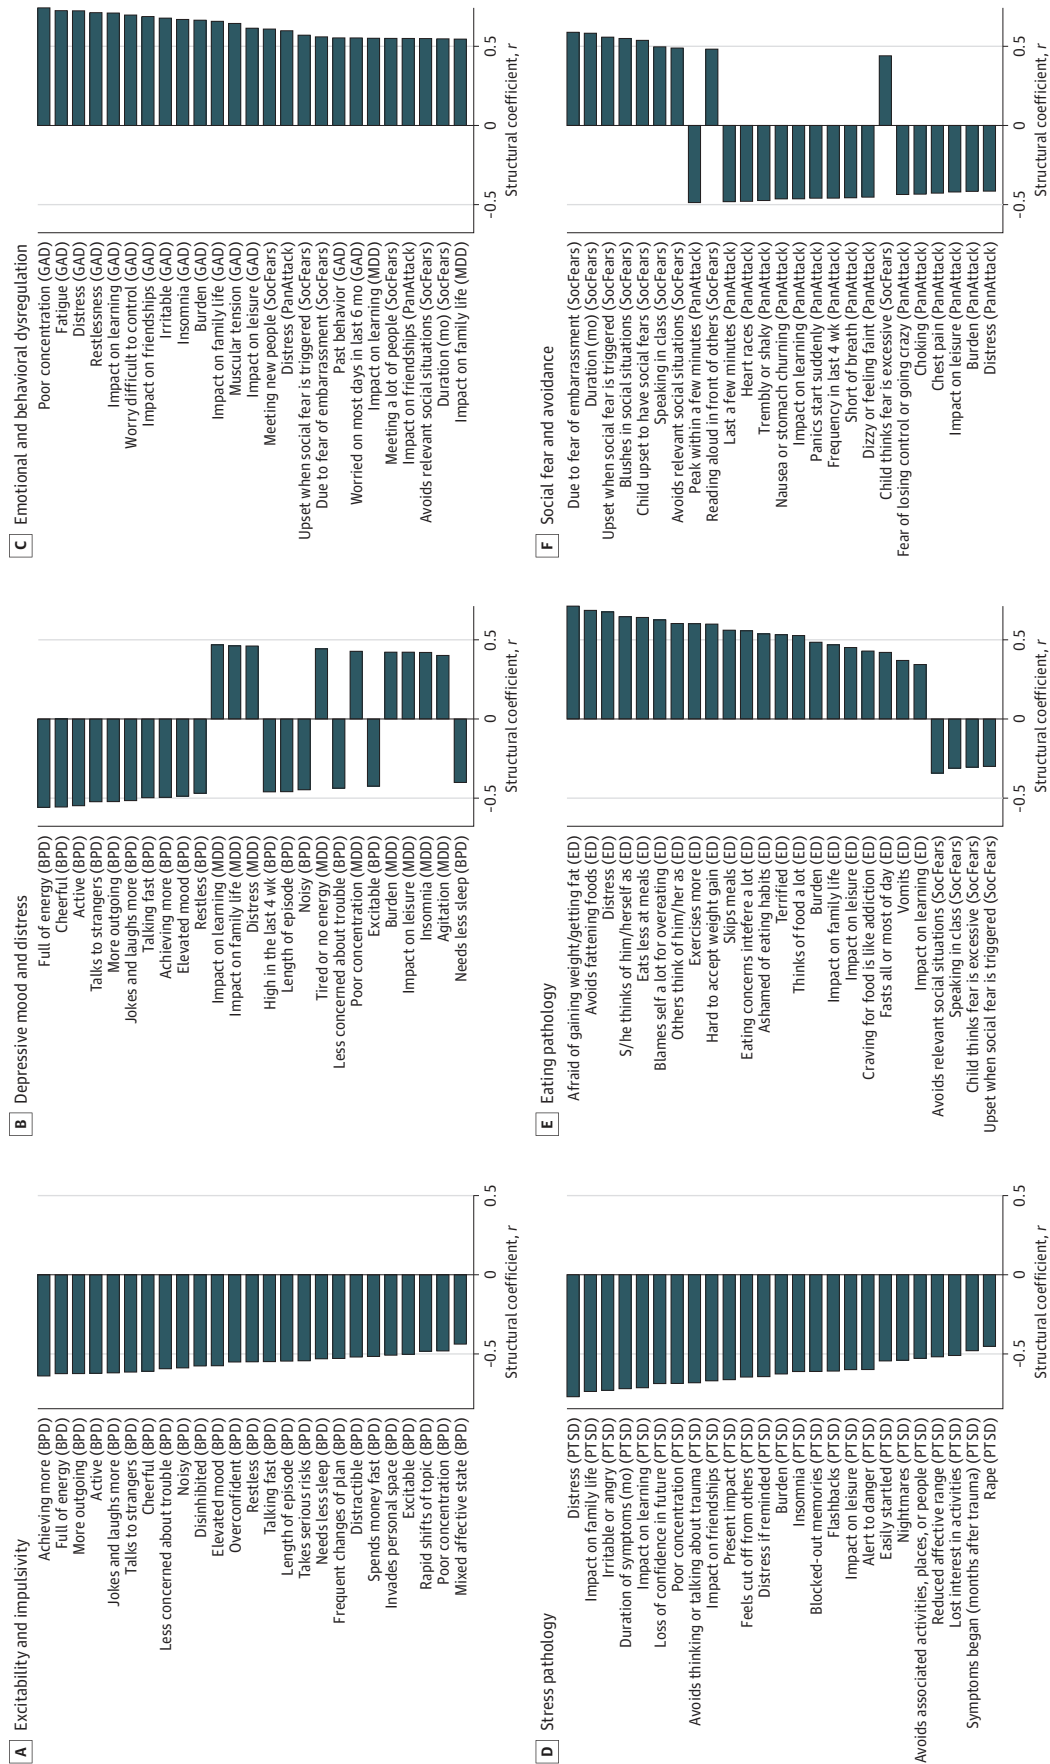 A Excitability and impulsivity
Achieving more (BPD)
Full of energy (BPD)
More outgoing (BPD)
Active (BPD)
Jokes and laughs more (BPD)
Talks to strangers (BPD)
Cheerful (BPD)
Less concerned about trouble (BPD)
Noisy (BPD)
Disinhibited (BPD)
Elevated mood (BPD)
Overconfident (BPD)
Restless (BPD)
Talking fast (BPD)
Length of episode (BPD)
Takes serious risks (BPD)
Needs less sleep (BPD)
Frequent changes of plan (BPD)
Distractible (BPD)
Spends money fast (BPD)
Invades personal space (BPD)
Excitable (BPD)
Rapid shifts of topic (BPD)
Poor concentration (BPD)
Mixed affective state (BPD)
-0.5 0 0.5
Structural coefficient, r
B Depressive mood and distress
Full of energy (BPD)
Cheerful (BPD)
Active (BPD)
Talks to strangers (BPD)
More outgoing (BPD)
Jokes and laughs more (BPD)
Talking fast (BPD)
Achieving more (BPD)
Elevated mood (BPD)
Restless (BPD)
Impact on learning (MDD)
Impact on family life (MDD)
Distress (MDD)
High in the last 4 wk (BPD)
Length of episode (BPD)
Noisy (BPD)
Tired or no energy (MDD)
Less concerned about trouble (BPD)
Poor concentration (MDD)
Excitable (BPD)
Burden (MDD)
Impact on leisure (MDD)
Insomnia (MDD)
Agitation (MDD)
Needs less sleep (BPD)
-0.5 0 0.5
Structural coefficient, r
C Emotional and behavioral dysregulation
Poor concentration (GAD)
Fatigue (GAD)
Distress (GAD)
Restlessness (GAD)
Impact on learning (GAD)
Worry difficult to control (GAD)
Impact on friendships (GAD)
Irritable (GAD)
Insomnia (GAD)
Burden (GAD)
Impact on family life (GAD)
Muscular tension (GAD)
Impact on leisure (GAD)
Meeting new people (SocFears)
Distress (PanAttack)
Upset when social fear is triggered (SocFears)
Due to fear of embarrassment (SocFears)
Past behavior (GAD)
Worried on most days in last 6 mo (GAD)
Impact on learning (MDD)
Meeting a lot of people (SocFears)
Impact on friendships (PanAttack)
Avoids relevant social situations (SocFears)
Duration (mo) (SocFears)
Impact on family life (MDD)
-0.5 0 0.5
Structural coefficient, r
D Stress pathology
Distress (PTSD)
Impact on family life (PTSD)
Irritable or angry (PTSD)
Duration of symptoms (mo) (PTSD)
Impact on learning (PTSD)
Loss of confidence in future (PTSD)
Poor concentration (PTSD)
Avoids thinking or talking about trauma (PTSD)
Impact on friendships (PTSD)
Present impact (PTSD)
Feels cut off from others (PTSD)
Distress if reminded (PTSD)
Burden (PTSD)
Insomnia (PTSD)
Blocked-out memories (PTSD)
Flashbacks (PTSD)
Impact on leisure (PTSD)
Alert to danger (PTSD)
Easily startled (PTSD)
Nightmares (PTSD)
Avoids associated activities, places, or people (PTSD)
Reduced affective range (PTSD)
Lost interest in activities (PTSD)
Symptoms began (months after trauma) (PTSD)
Rape (PTSD)
-0.5 0 0.5
Structural coefficient, r
E Eating pathology
Afraid of gaining weight/getting fat (ED)
Avoids fattening foods (ED)
Distress (ED)
S/he thinks of him/herself as (ED)
Eats less at meals (ED)
Blames self a lot for overeating (ED)
Others think of him/her as (ED)
Exercises more (ED)
Hard to accept weight gain (ED)
Skips meals (ED)
Eating concerns intefere a lot (ED)
Ashamed of eating habits (ED)
Terrified (ED)
Thinks of food a lot (ED)
Burden (ED)
Impact on family life (ED)
Impact on leisure (ED)
Craving for food is like addiction (ED)
Fasts all or most of day (ED)
Vomits (ED)
Impact on learning (ED)
Avoids relevant social situations (SocFears)
Speaking in class (SocFears)
Child thinks fear is excessive (SocFears)
Upset when social fear is triggered (SocFears)
-0.5 0 0.5
Structural coefficient, r
F Social fear and avoidance
Due to fear of embarrassment (SocFears)
Duration (mo) (SocFears)
Upset when social fear is triggered (SocFears)
Blushes in social situations (SocFears)
Child upset to have social fears (SocFears)
Speaking in class (SocFears)
Avoids relevant social situations (SocFears)
Peak within a few minutes (PanAttack)
Reading aloud in front of others (SocFears)
Last a few minutes (PanAttack)
Heart races (PanAttack)
Trembly or shaky (PanAttack)
Nausea or stomach churning (PanAttack)
Impact on learning (PanAttack)
Panics start suddenly (PanAttack)
Frequency in last 4 wk (PanAttack)
Short of breath (PanAttack)
Dizzy or feeling faint (PanAttack)
Child thinks fear is excessive (SocFears)
Fear of losing control or going crazy (PanAttack)
Choking (PanAttack)
Chest pain (PanAttack)
Impact on leisure (PanAttack)
Burden (PanAttack)
Distress (PanAttack)
-0.5 0 0.5
Structural coefficient, r